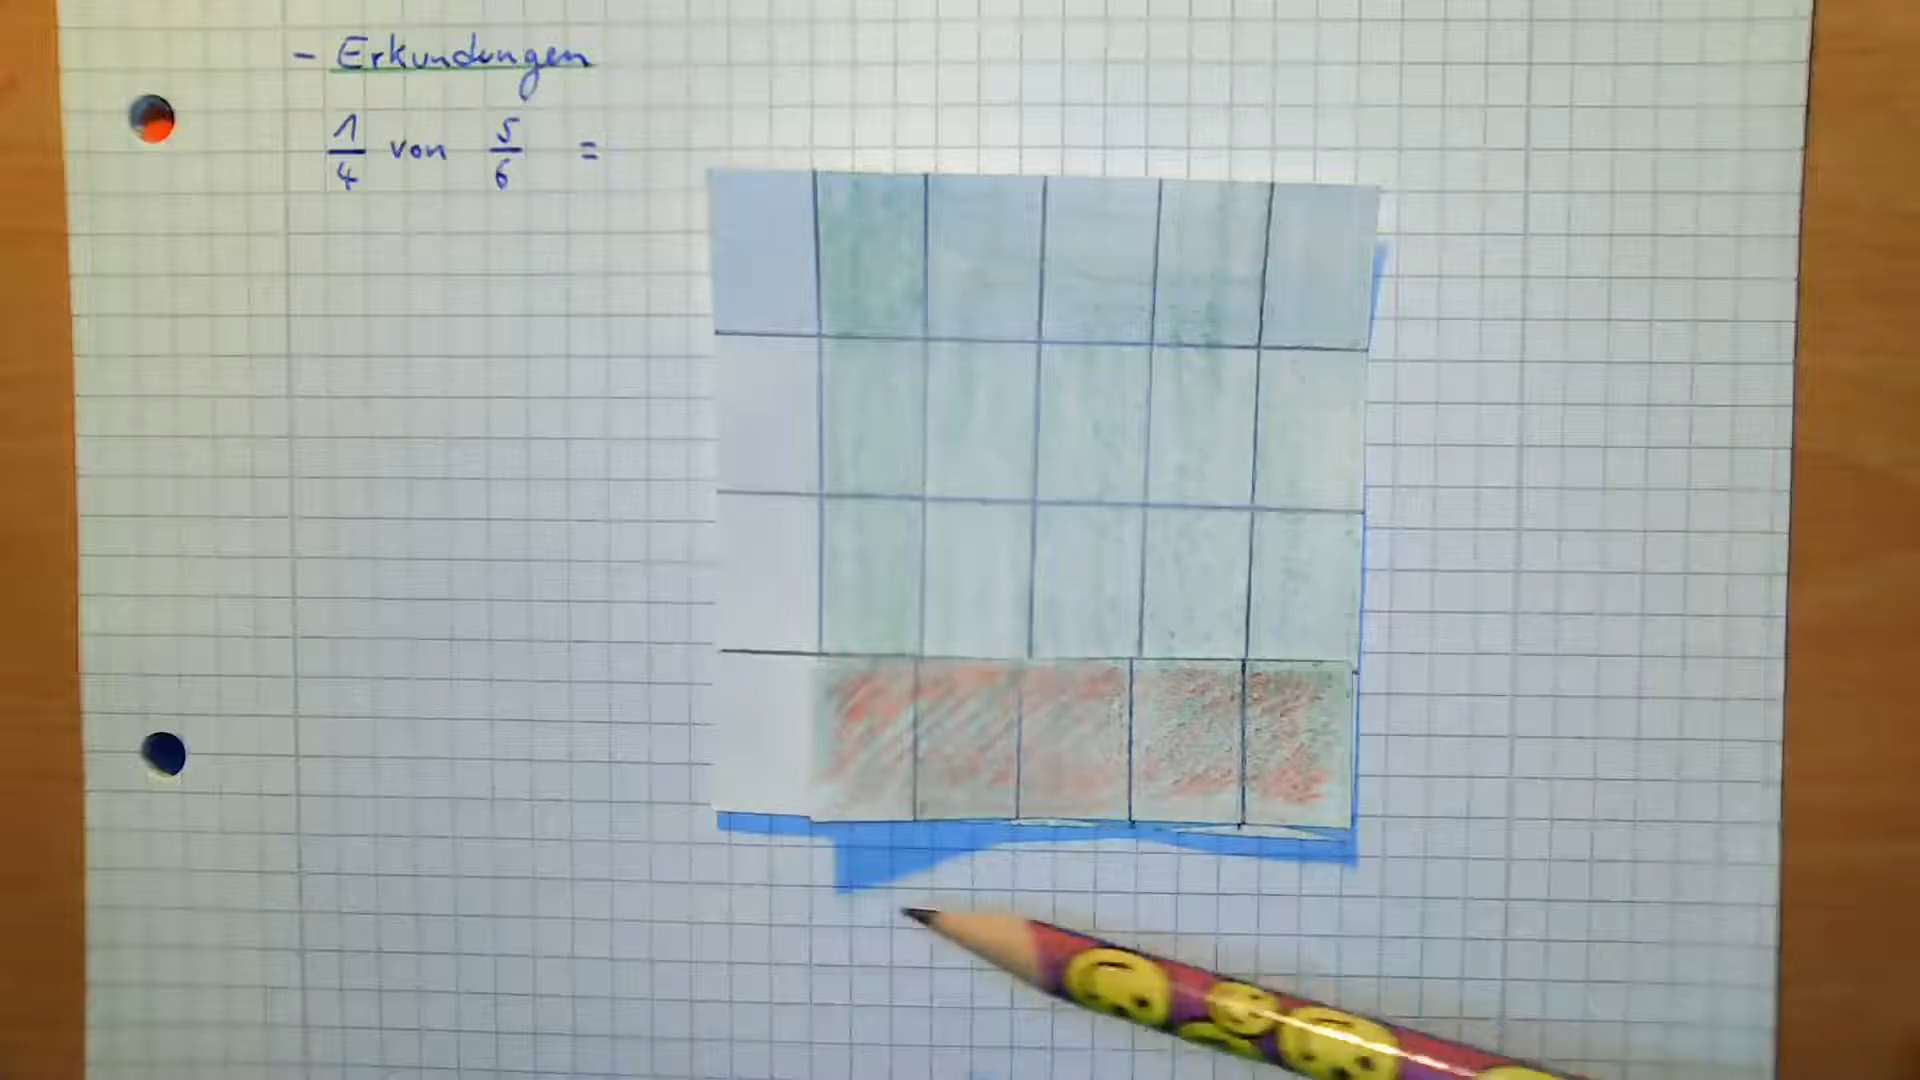 - Erkundungen
1/4 von 5/6 =